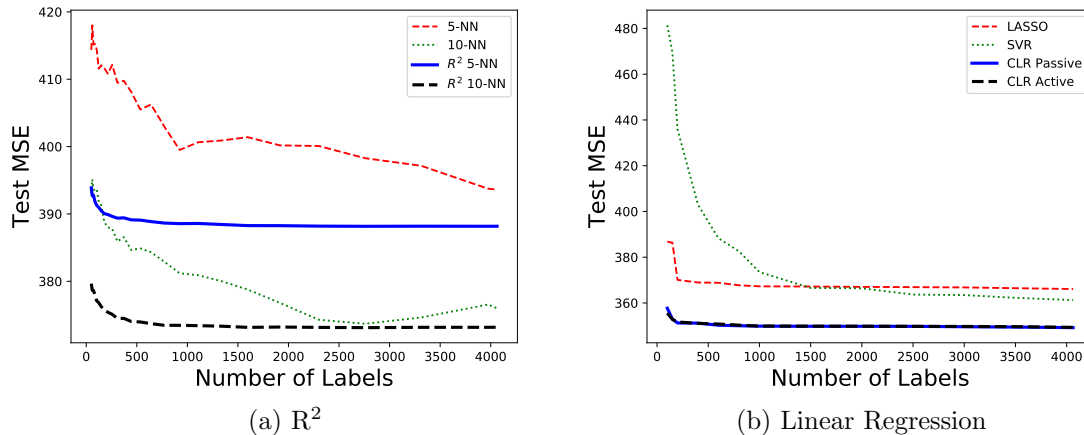 5-NN
10-NN
R² 5-NN
R² 10-NN
420
410
400
390
380
Test MSE
0 500 1000 1500 2000 2500 3000 3500 4000
Number of Labels
(a) R²
LASSO
SVR
CLR Passive
CLR Active
480
460
440
420
400
380
360
Test MSE
0 500 1000 1500 2000 2500 3000 3500 4000
Number of Labels
(b) Linear Regression